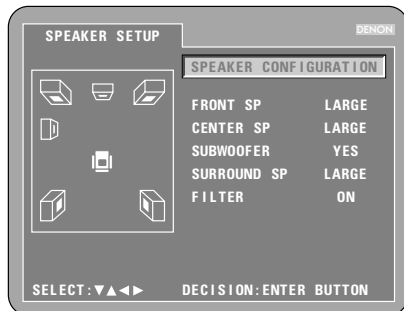 SPEAKER SETUP
DENON
SPEAKER CONFIGURATION
FRONT SP LARGE
CENTER SP LARGE
SUBWOOFER YES
SURROUND SP LARGE
FILTER ON
SELECT:▼▲◀▶ DECISION:ENTER BUTTON